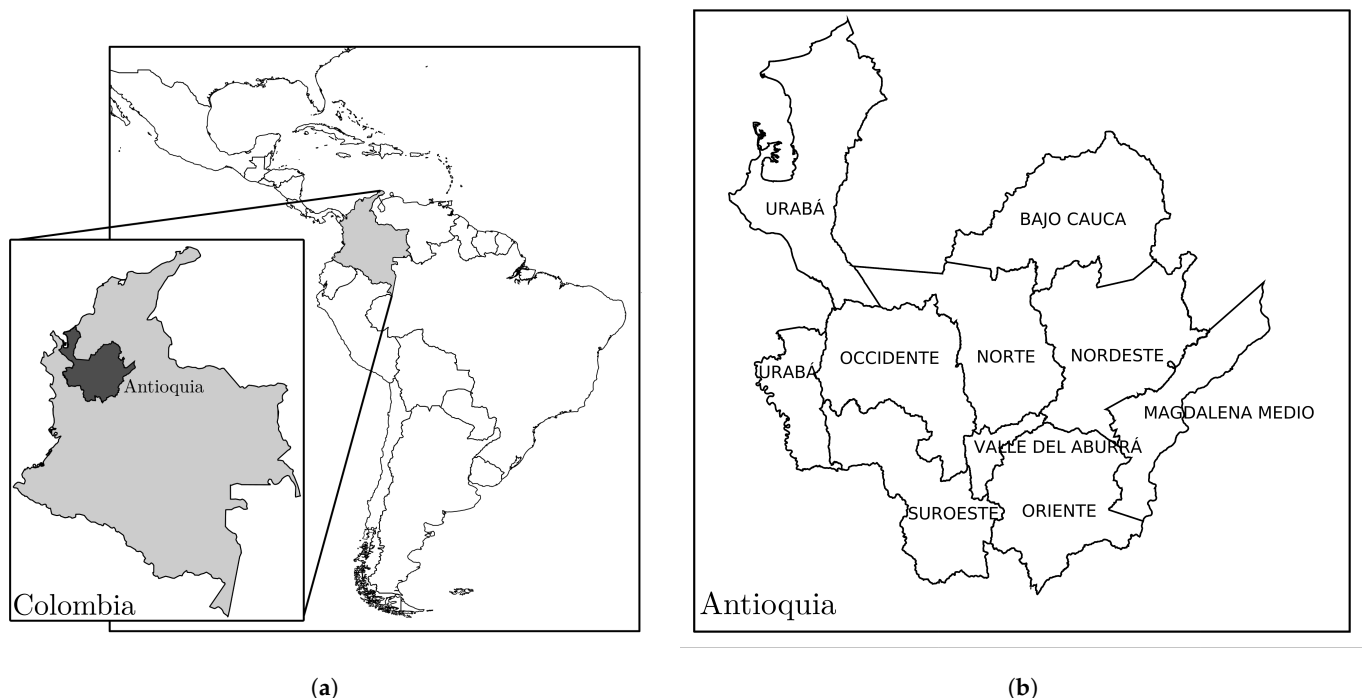 Antioquia
Colombia
(a)
URABÁ
BAJO CAUCA
OCCIDENTE
NORTE
NORDESTE
URABÁ
MAGDALENA MEDIO
VALLE DEL ABURRÁ
SUROESTE
ORIENTE
Antioquia
(b)